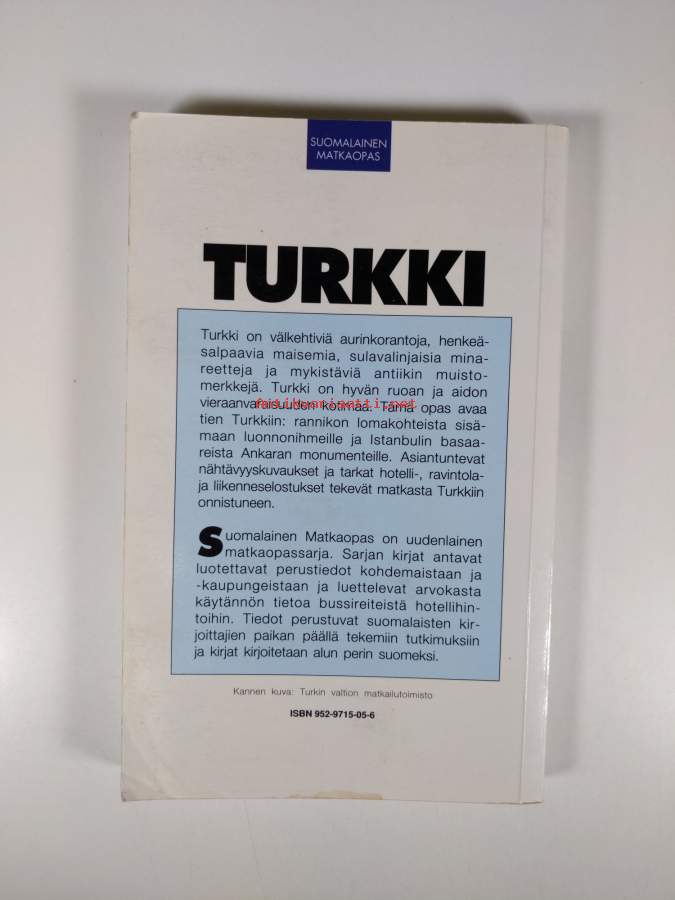 SUOMALAINEN
MATKAOPAS
TURKKI
Turkki on välkehtiviä aurinkorantoja, henkeä-
salpaavia maisemia, sulavalinjaisia mina-
reetteja ja mykistäviä antiikin muisto-
merkkejä. Turkki on hyvän ruoan ja aidon
vieraanvaraisuuden kotimaa. Tämä opas avaa
tien Turkkiin: rannikon lomakohteista sisä-
maan luonnonihmeille ja Istanbulin basaa-
reista Ankaran monumenteille. Asiantuntevat
nähtävyyskuvaukset ja tarkat hotelli-, ravintola-
ja liikenneselostukset tekevät matkasta Turkkiin
onnistuneen.
Suomalainen Matkaopas on uudenlainen
matkaopassarja. Sarjan kirjat antavat
luotettavat perustiedot kohdemaistaan ja
-kaupungeistaan ja luettelevat arvokasta
käytännön tietoa bussireiteistä hotellihin-
toihin. Tiedot perustuvat suomalaisten kir-
joittajien paikan päällä tekemiin tutkimuksiin
ja kirjat kirjoitetaan alun perin suomeksi.
Kannen kuva: Turkin valtion matkailutoimisto
ISBN 952-9715-05-6